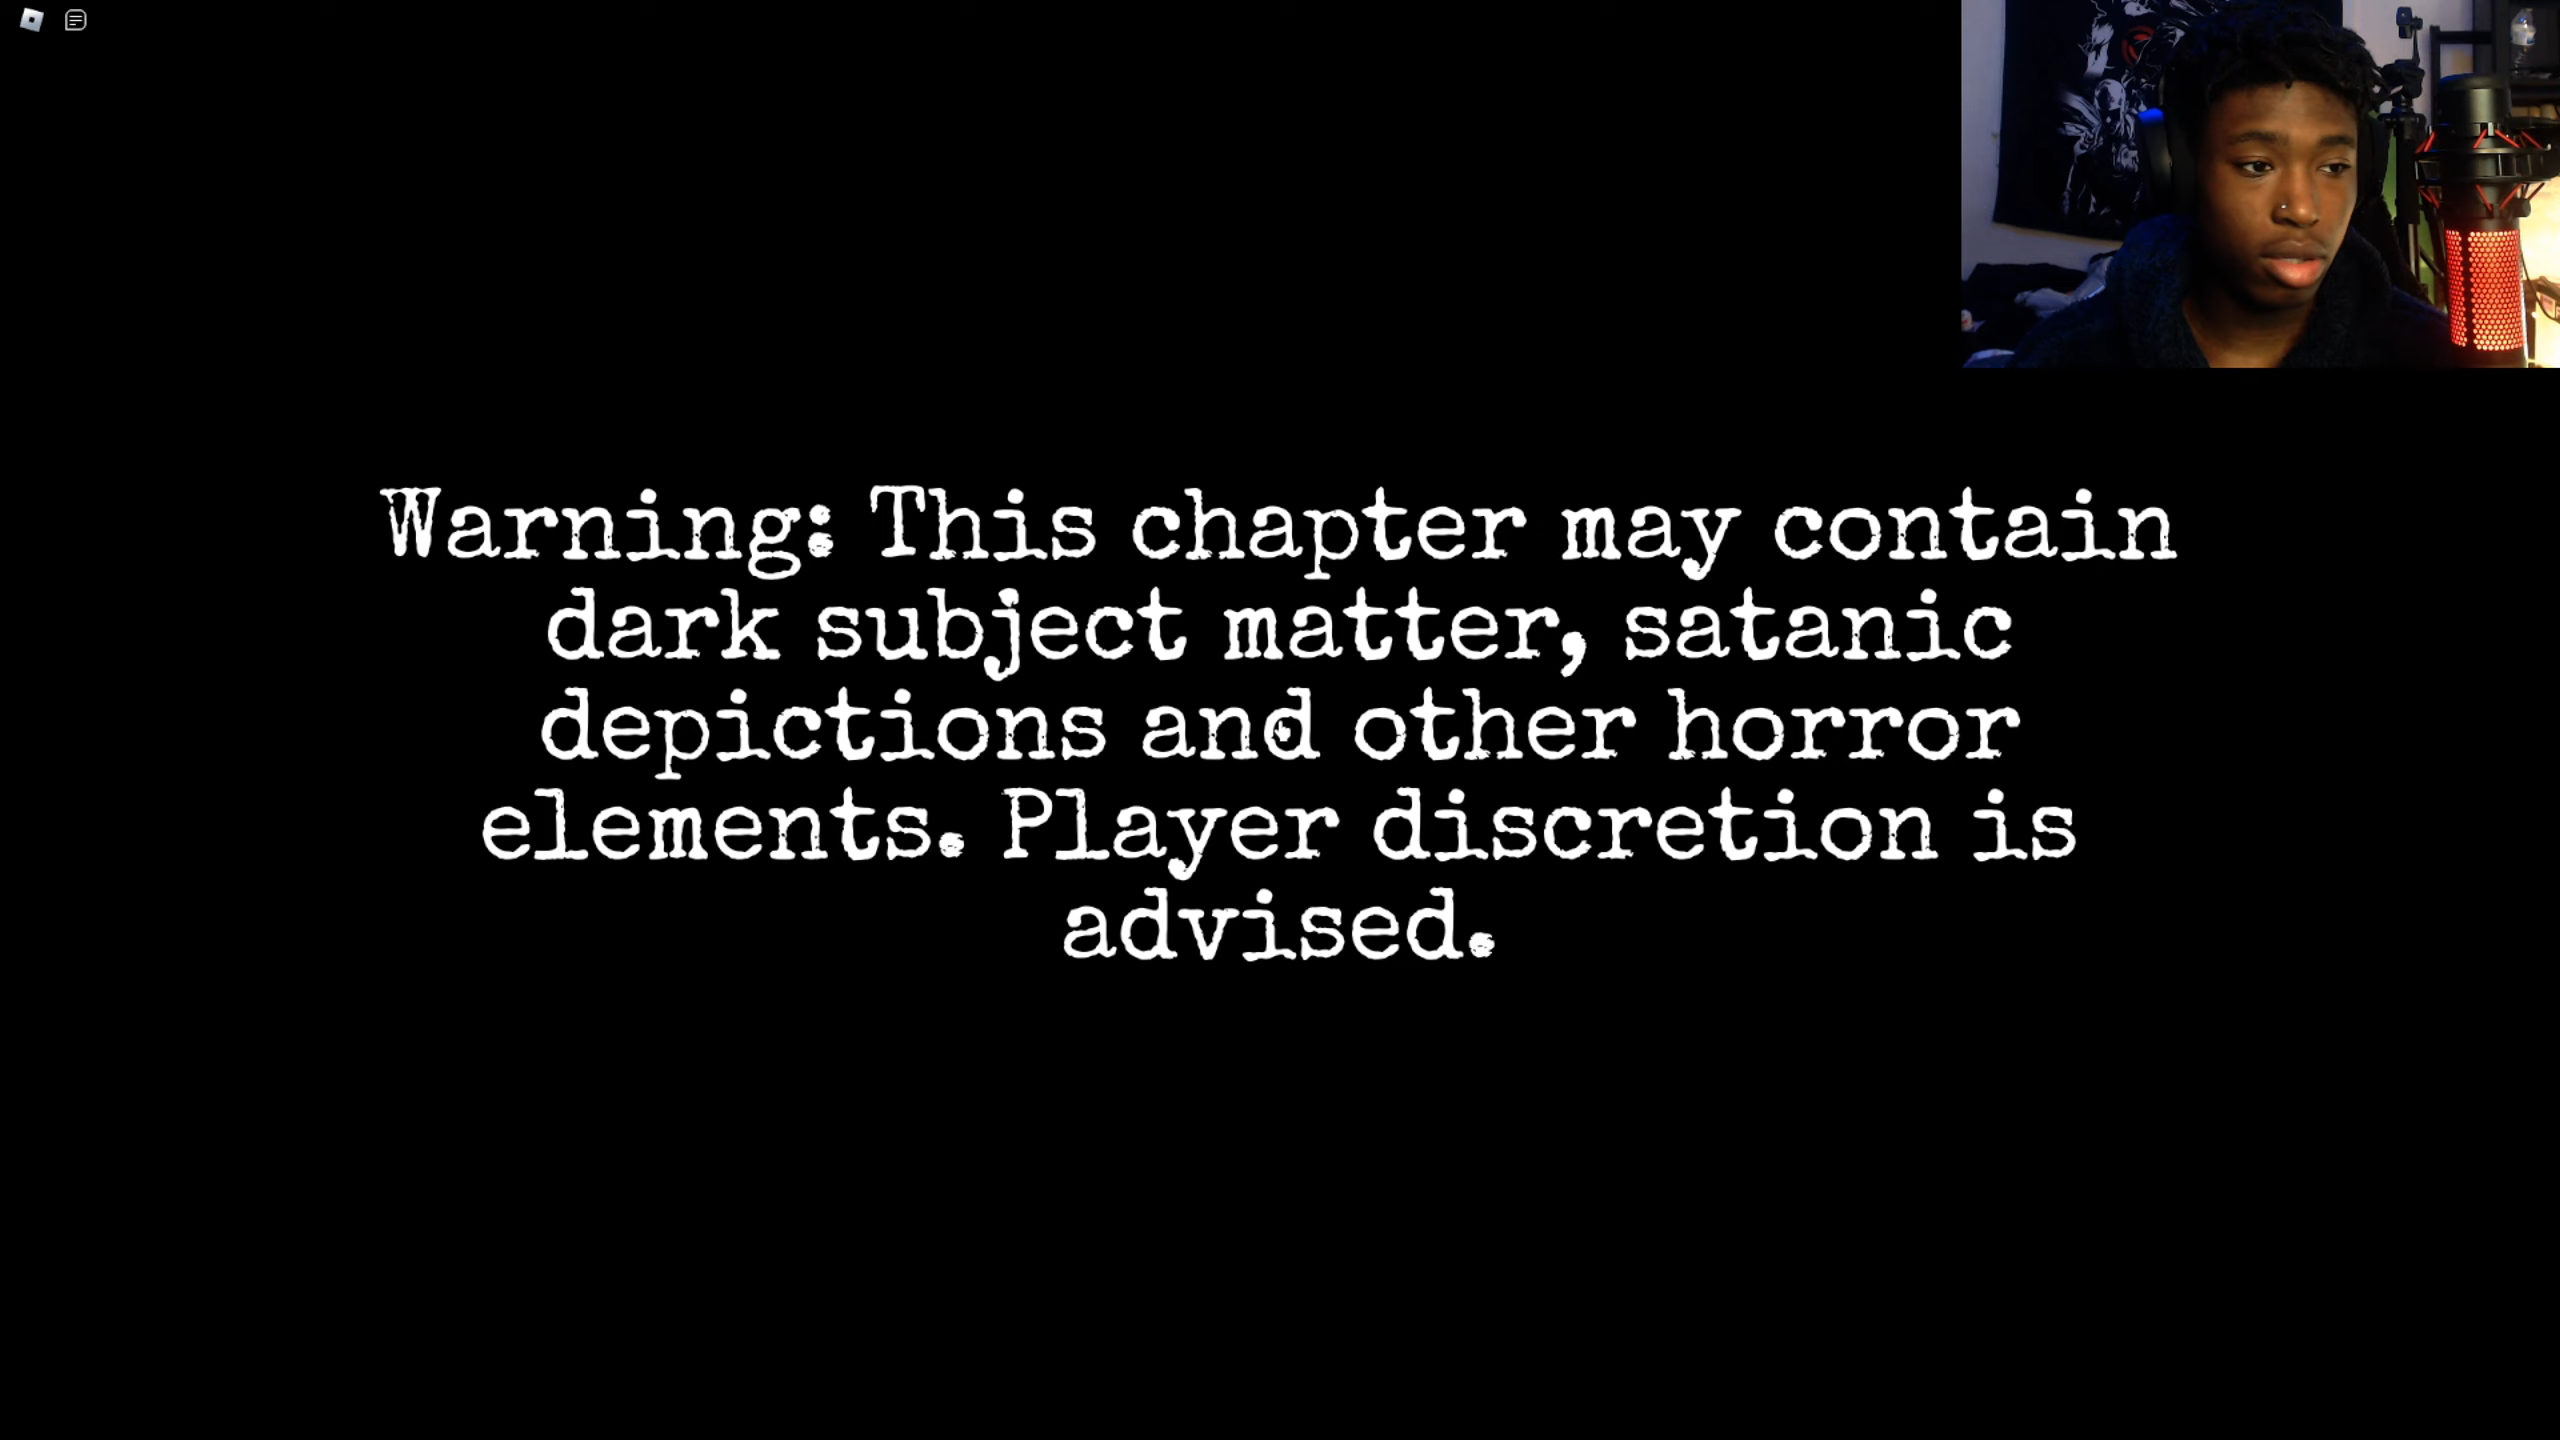 Warning: This chapter may contain
dark subject matter, satanic
depictions and other horror
elements. Player discretion is
advised.